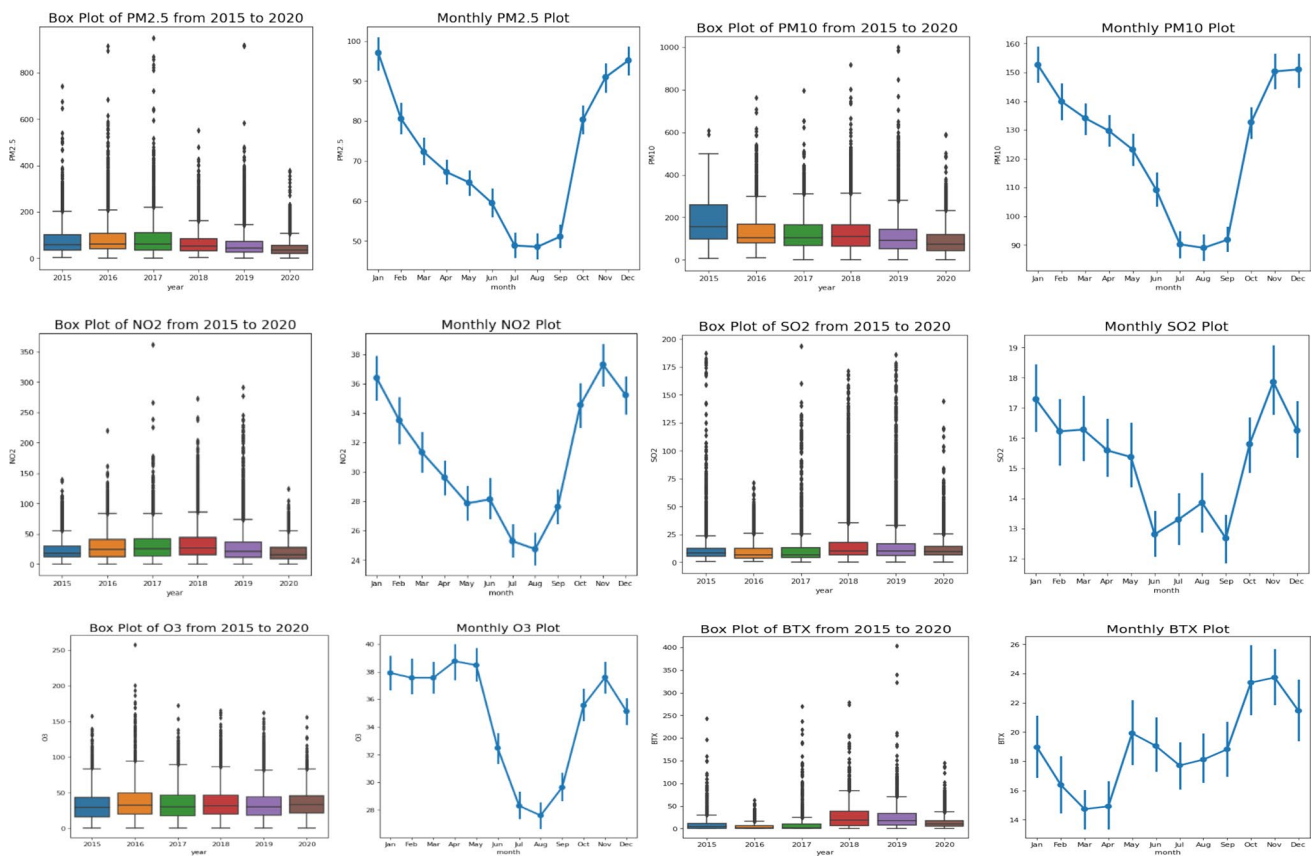 Box Plot of PM2.5 from 2015 to 2020
PM2.5
800
600
400
200
0
2015 2016 2017 2018 2019 2020
year
Monthly PM2.5 Plot
PM2.5
100
90
80
70
60
50
Jan Feb Mar Apr May Jun Jul Aug Sep Oct Nov Dec
month
Box Plot of PM10 from 2015 to 2020
PM10
1000
800
600
400
200
0
2015 2016 2017 2018 2019 2020
year
Monthly PM10 Plot
PM10
160
150
140
130
120
110
100
90
Jan Feb Mar Apr May Jun Jul Aug Sep Oct Nov Dec
month
Box Plot of NO2 from 2015 to 2020
NO2
350
300
250
200
150
100
50
0
2015 2016 2017 2018 2019 2020
year
Monthly NO2 Plot
NO2
38
36
34
32
30
28
26
24
Jan Feb Mar Apr May Jun Jul Aug Sep Oct Nov Dec
month
Box Plot of SO2 from 2015 to 2020
SO2
200
175
150
125
100
75
50
25
0
2015 2016 2017 2018 2019 2020
year
Monthly SO2 Plot
SO2
19
18
17
16
15
14
13
12
Jan Feb Mar Apr May Jun Jul Aug Sep Oct Nov Dec
month
Box Plot of O3 from 2015 to 2020
O3
250
200
150
100
50
0
2015 2016 2017 2018 2019 2020
year
Monthly O3 Plot
O3
40
38
36
34
32
30
28
Jan Feb Mar Apr May Jun Jul Aug Sep Oct Nov Dec
month
Box Plot of BTX from 2015 to 2020
BTX
400
350
300
250
200
150
100
50
0
2015 2016 2017 2018 2019 2020
year
Monthly BTX Plot
BTX
26
24
22
20
18
16
14
Jan Feb Mar Apr May Jun Jul Aug Sep Oct Nov Dec
month